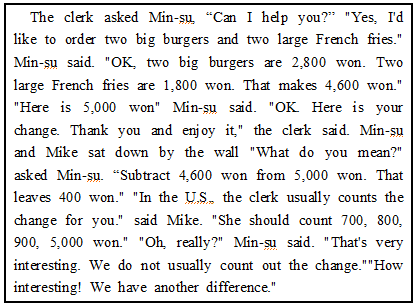 The clerk asked Min-su, “Can I help you?” "Yes, I'd
like to order two big burgers and two large French fries."
Min-su said. "OK, two big burgers are 2,800 won. Two
large French fries are 1,800 won. That makes 4,600 won."
"Here is 5,000 won" Min-su said. "OK. Here is your
change. Thank you and enjoy it," the clerk said. Min-su
and Mike sat down by the wall "What do you mean?"
asked Min-su. “Subtract 4,600 won from 5,000 won. That
leaves 400 won." "In the U.S., the clerk usually counts the
change for you." said Mike. "She should count 700, 800,
900, 5,000 won." "Oh, really?" Min-su said. "That's very
interesting. We do not usually count out the change.""How
interesting! We have another difference."